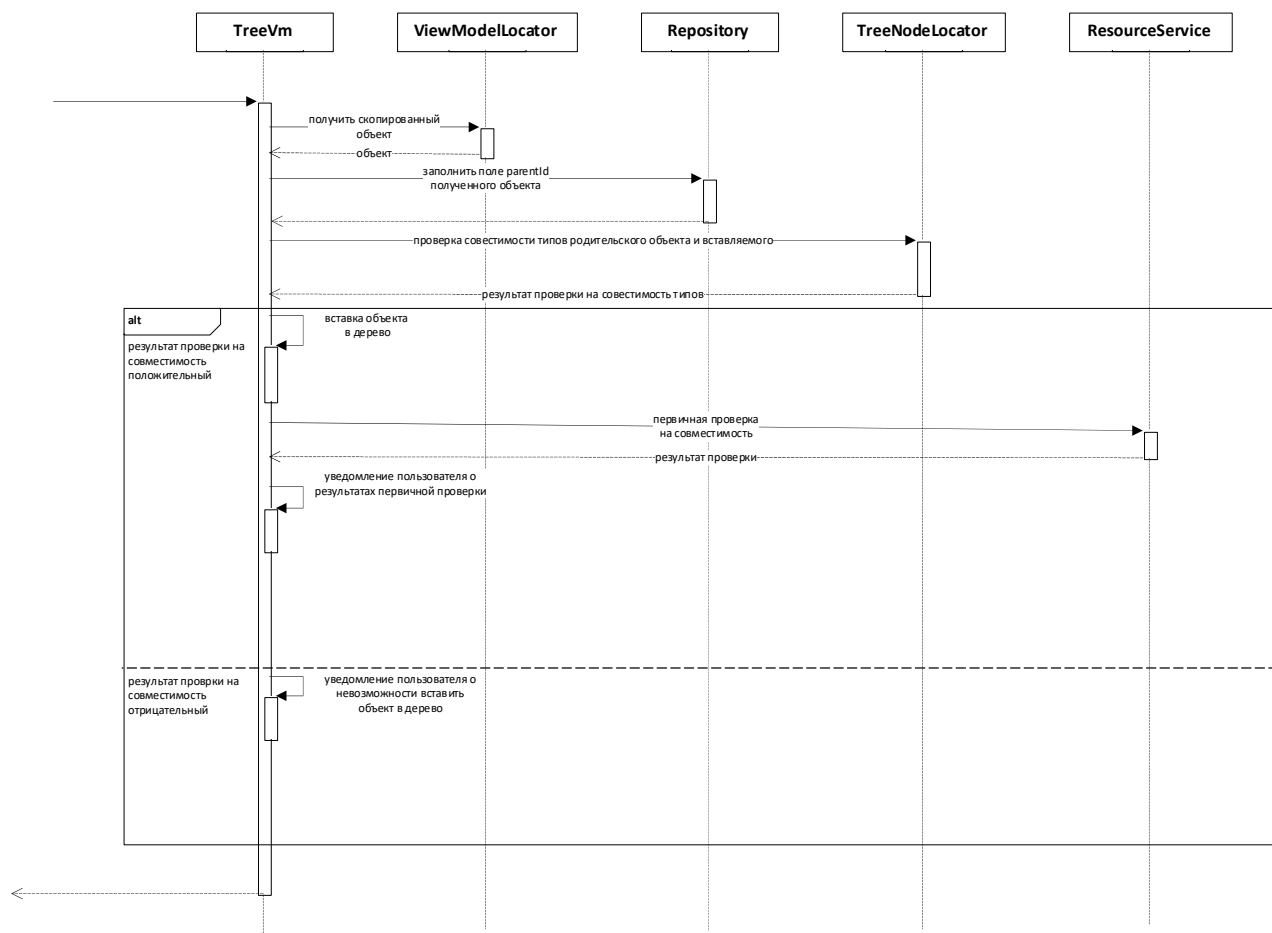 TreeVm
ViewModelLocator
Repository
TreeNodeLocator
ResourceService
получить скопированный
объект
объект
заполнить поле parentId
полученного объекта
проверка совестимости типов родительского объекта и вставляемого
результат проверки на совестимость типов
alt
вставка объекта
в дерево
результат проверки на
совместимость
положительный
первичная проверка
на совместимость
результат проверки
уведомление пользователя о
результатах первичной проверки
результат проврки на
совместимость
отрицательный
уведомление пользователя о
невозможности вставить
объект в дерево